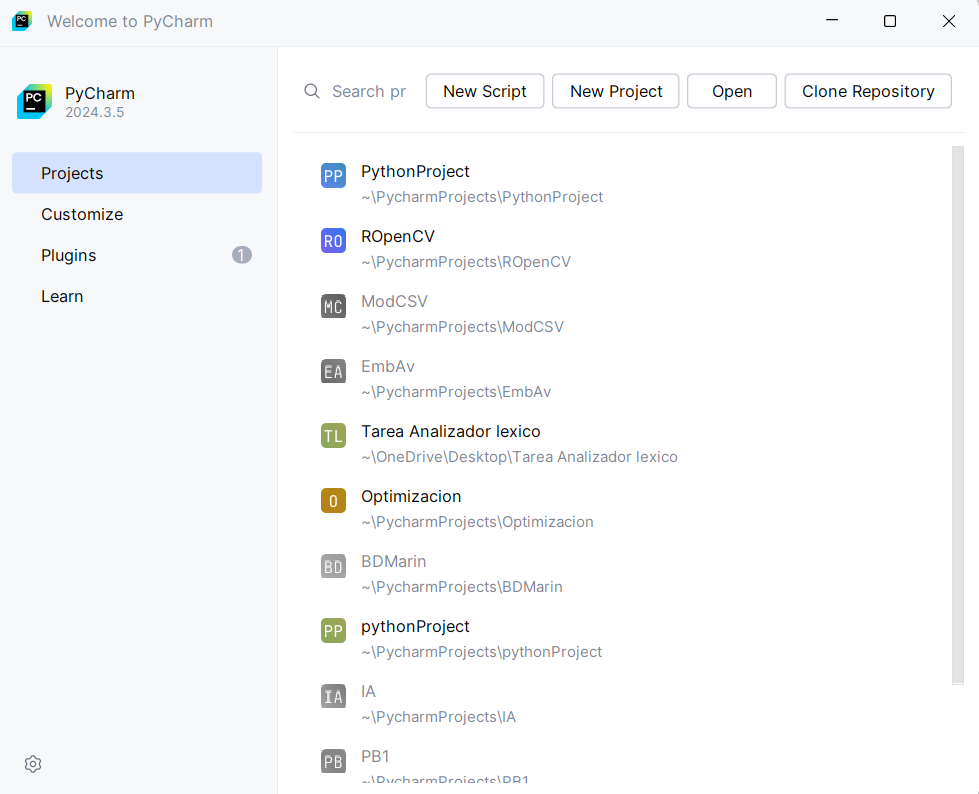 Welcome to PyCharm
PyCharm
2024.3.5
Projects
Customize
Plugins 1
Learn
Search pr New Script New Project Open Clone Repository
PP PythonProject
~\PycharmProjects\PythonProject
RO ROpenCV
~\PycharmProjects\ROpenCV
MC ModCSV
~\PycharmProjects\ModCSV
EA EmbAv
~\PycharmProjects\EmbAv
TL Tarea Analizador lexico
~\OneDrive\Desktop\Tarea Analizador lexico
O Optimizacion
~\PycharmProjects\Optimizacion
BD BDMarin
~\PycharmProjects\BDMarin
PP pythonProject
~\PycharmProjects\pythonProject
IA IA
~\PycharmProjects\IA
PB PB1
~\PycharmProjects\PB1